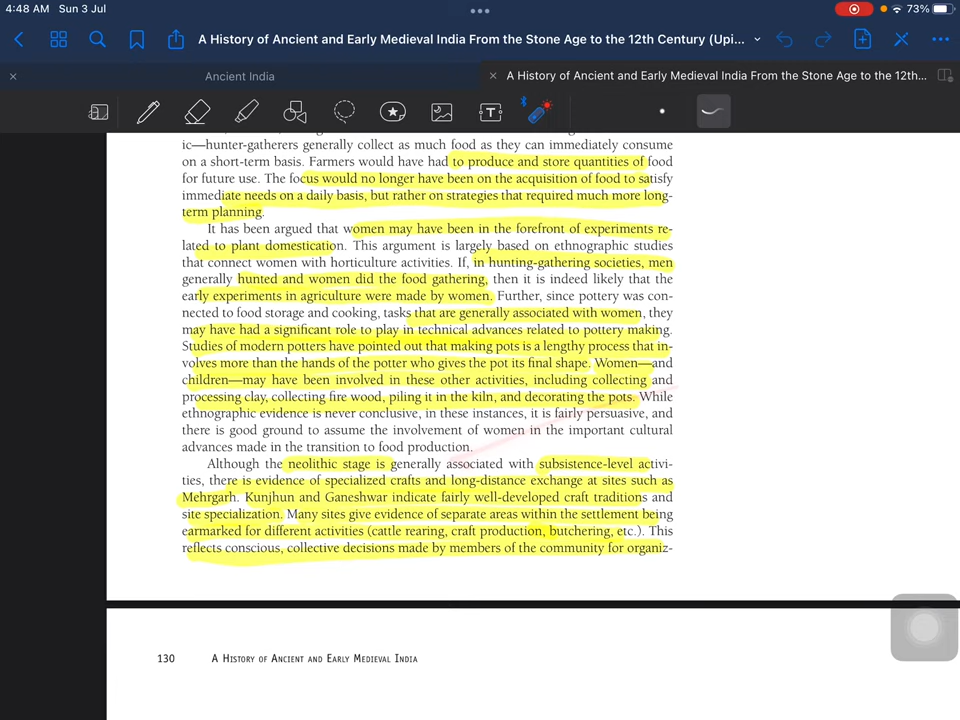 4:48 AM Sun 3 Jul
73%
A History of Ancient and Early Medieval India From the Stone Age to the 12th Century (Upi...
Ancient India
A History of Ancient and Early Medieval India From the Stone Age to the 12th...
ic—hunter-gatherers generally collect as much food as they can immediately consume
on a short-term basis. Farmers would have had to produce and store quantities of food
for future use. The focus would no longer have been on the acquisition of food to satisfy
immediate needs on a daily basis, but rather on strategies that required much more long-
term planning.
It has been argued that women may have been in the forefront of experiments re-
lated to plant domestication. This argument is largely based on ethnographic studies
that connect women with horticulture activities. If, in hunting-gathering societies, men
generally hunted and women did the food gathering, then it is indeed likely that the
early experiments in agriculture were made by women. Further, since pottery was con-
nected to food storage and cooking, tasks that are generally associated with women, they
may have had a significant role to play in technical advances related to pottery making.
Studies of modern potters have pointed out that making pots is a lengthy process that in-
volves more than the hands of the potter who gives the pot its final shape. Women—and
children—may have been involved in these other activities, including collecting and
processing clay, collecting fire wood, piling it in the kiln, and decorating the pots. While
ethnographic evidence is never conclusive, in these instances, it is fairly persuasive, and
there is good ground to assume the involvement of women in the important cultural
advances made in the transition to food production.
Although the neolithic stage is generally associated with subsistence-level activi-
ties, there is evidence of specialized crafts and long-distance exchange at sites such as
Mehrgarh. Kunjhun and Ganeshwar indicate fairly well-developed craft traditions and
site specialization. Many sites give evidence of separate areas within the settlement being
earmarked for different activities (cattle rearing, craft production, butchering, etc.). This
reflects conscious, collective decisions made by members of the community for organiz-
130 A History of Ancient and Early Medieval India